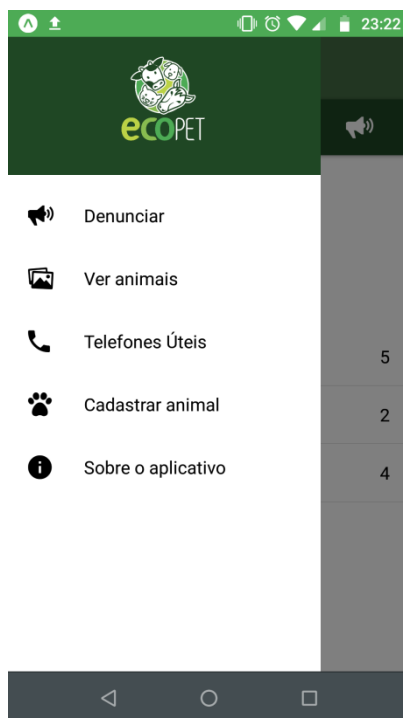 23:22
ecoPET
Denunciar
Ver animais
Telefones Úteis
Cadastrar animal
Sobre o aplicativo
5
2
4